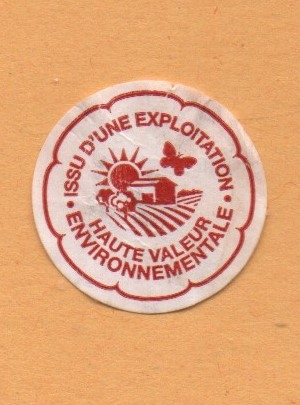 • ISSU D'UNE EXPLOITATION •
HAUTE VALEUR
ENVIRONNEMENTALE